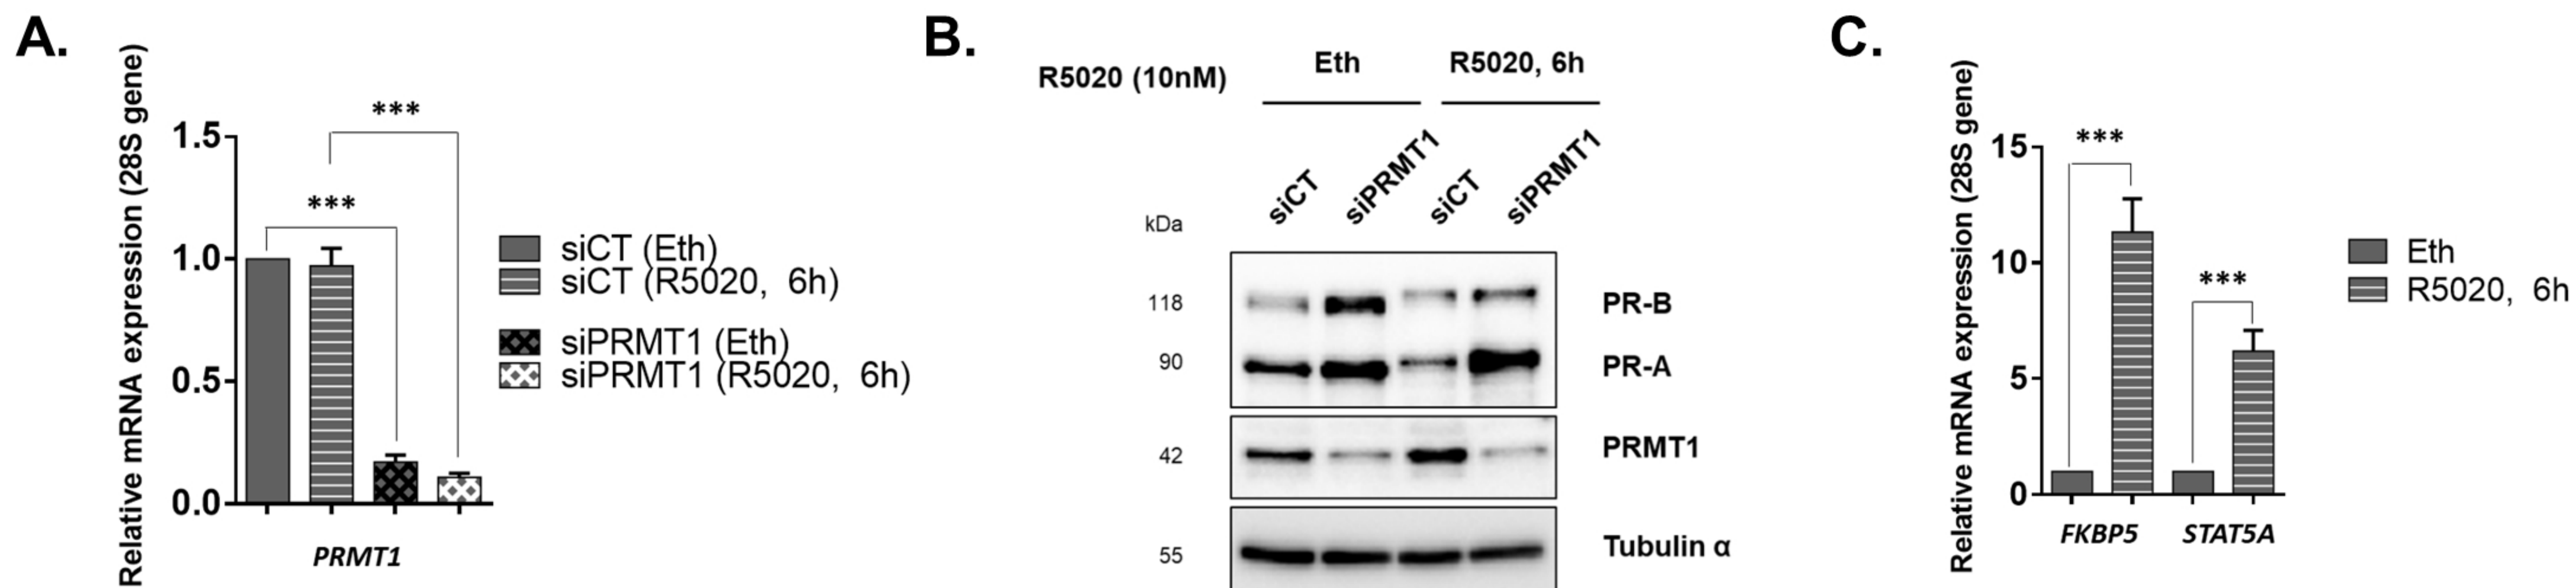 A.
Relative mRNA expression (28S gene)
1.5
1.0
0.5
0.0
***
***
PRMT1
siCT (Eth)
siCT (R5020, 6h)
siPRMT1 (Eth)
siPRMT1 (R5020, 6h)
B.
R5020 (10nM)
Eth
R5020, 6h
siCT
siPRMT1
siCT
siPRMT1
kDa
118
PR-B
90
PR-A
42
PRMT1
55
Tubulin α
C.
Relative mRNA expression (28S gene)
15
10
5
0
***
***
FKBP5
STAT5A
Eth
R5020, 6h